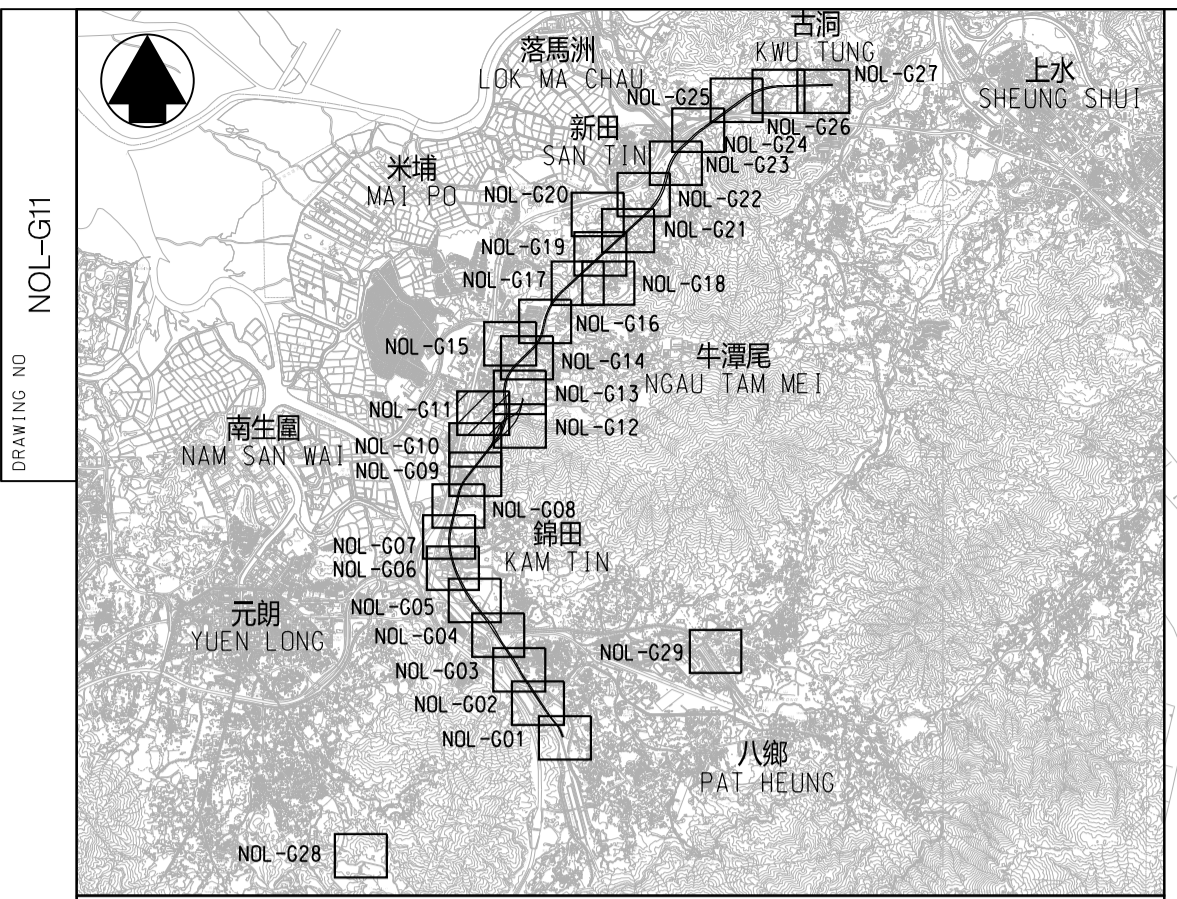 NOL-G11
DRAWING NO
古洞
KWU TUNG
落馬洲
LOK MA CHAU
上水
SHEUNG SHUI
NOL-G27
NOL-G25
NOL-G26
新田
SAN TIN
NOL-G24
NOL-G23
米埔
MAI PO
NOL-G20
NOL-G22
NOL-G21
NOL-G19
NOL-G17
NOL-G18
NOL-G16
NOL-G15
NOL-G14
牛潭尾
NGAU TAM MEI
NOL-G13
NOL-G11
NOL-G12
南生圍
NAM SAN WAI
NOL-G10
NOL-G09
NOL-G08
錦田
KAM TIN
NOL-G07
NOL-G06
元朗
YUEN LONG
NOL-G05
NOL-G04
NOL-G29
NOL-G03
NOL-G02
NOL-G01
八鄉
PAT HEUNG
NOL-G28